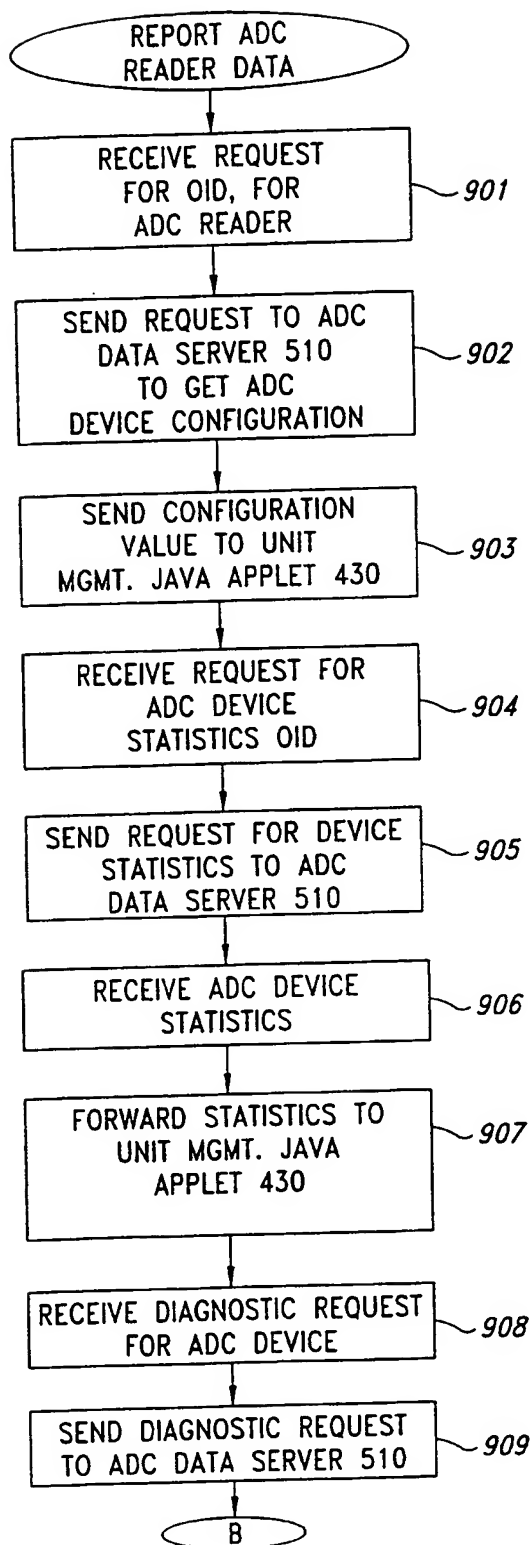 REPORT ADC
READER DATA
RECEIVE REQUEST
FOR OID, FOR
ADC READER
901
SEND REQUEST TO ADC
DATA SERVER 510
TO GET ADC
DEVICE CONFIGURATION
902
SEND CONFIGURATION
VALUE TO UNIT
MGMT. JAVA APPLET 430
903
RECEIVE REQUEST FOR
ADC DEVICE
STATISTICS OID
904
SEND REQUEST FOR DEVICE
STATISTICS TO ADC
DATA SERVER 510
905
RECEIVE ADC DEVICE
STATISTICS
906
FORWARD STATISTICS TO
UNIT MGMT. JAVA
APPLET 430
907
RECEIVE DIAGNOSTIC REQUEST
FOR ADC DEVICE
908
SEND DIAGNOSTIC REQUEST
TO ADC DATA SERVER 510
909
B